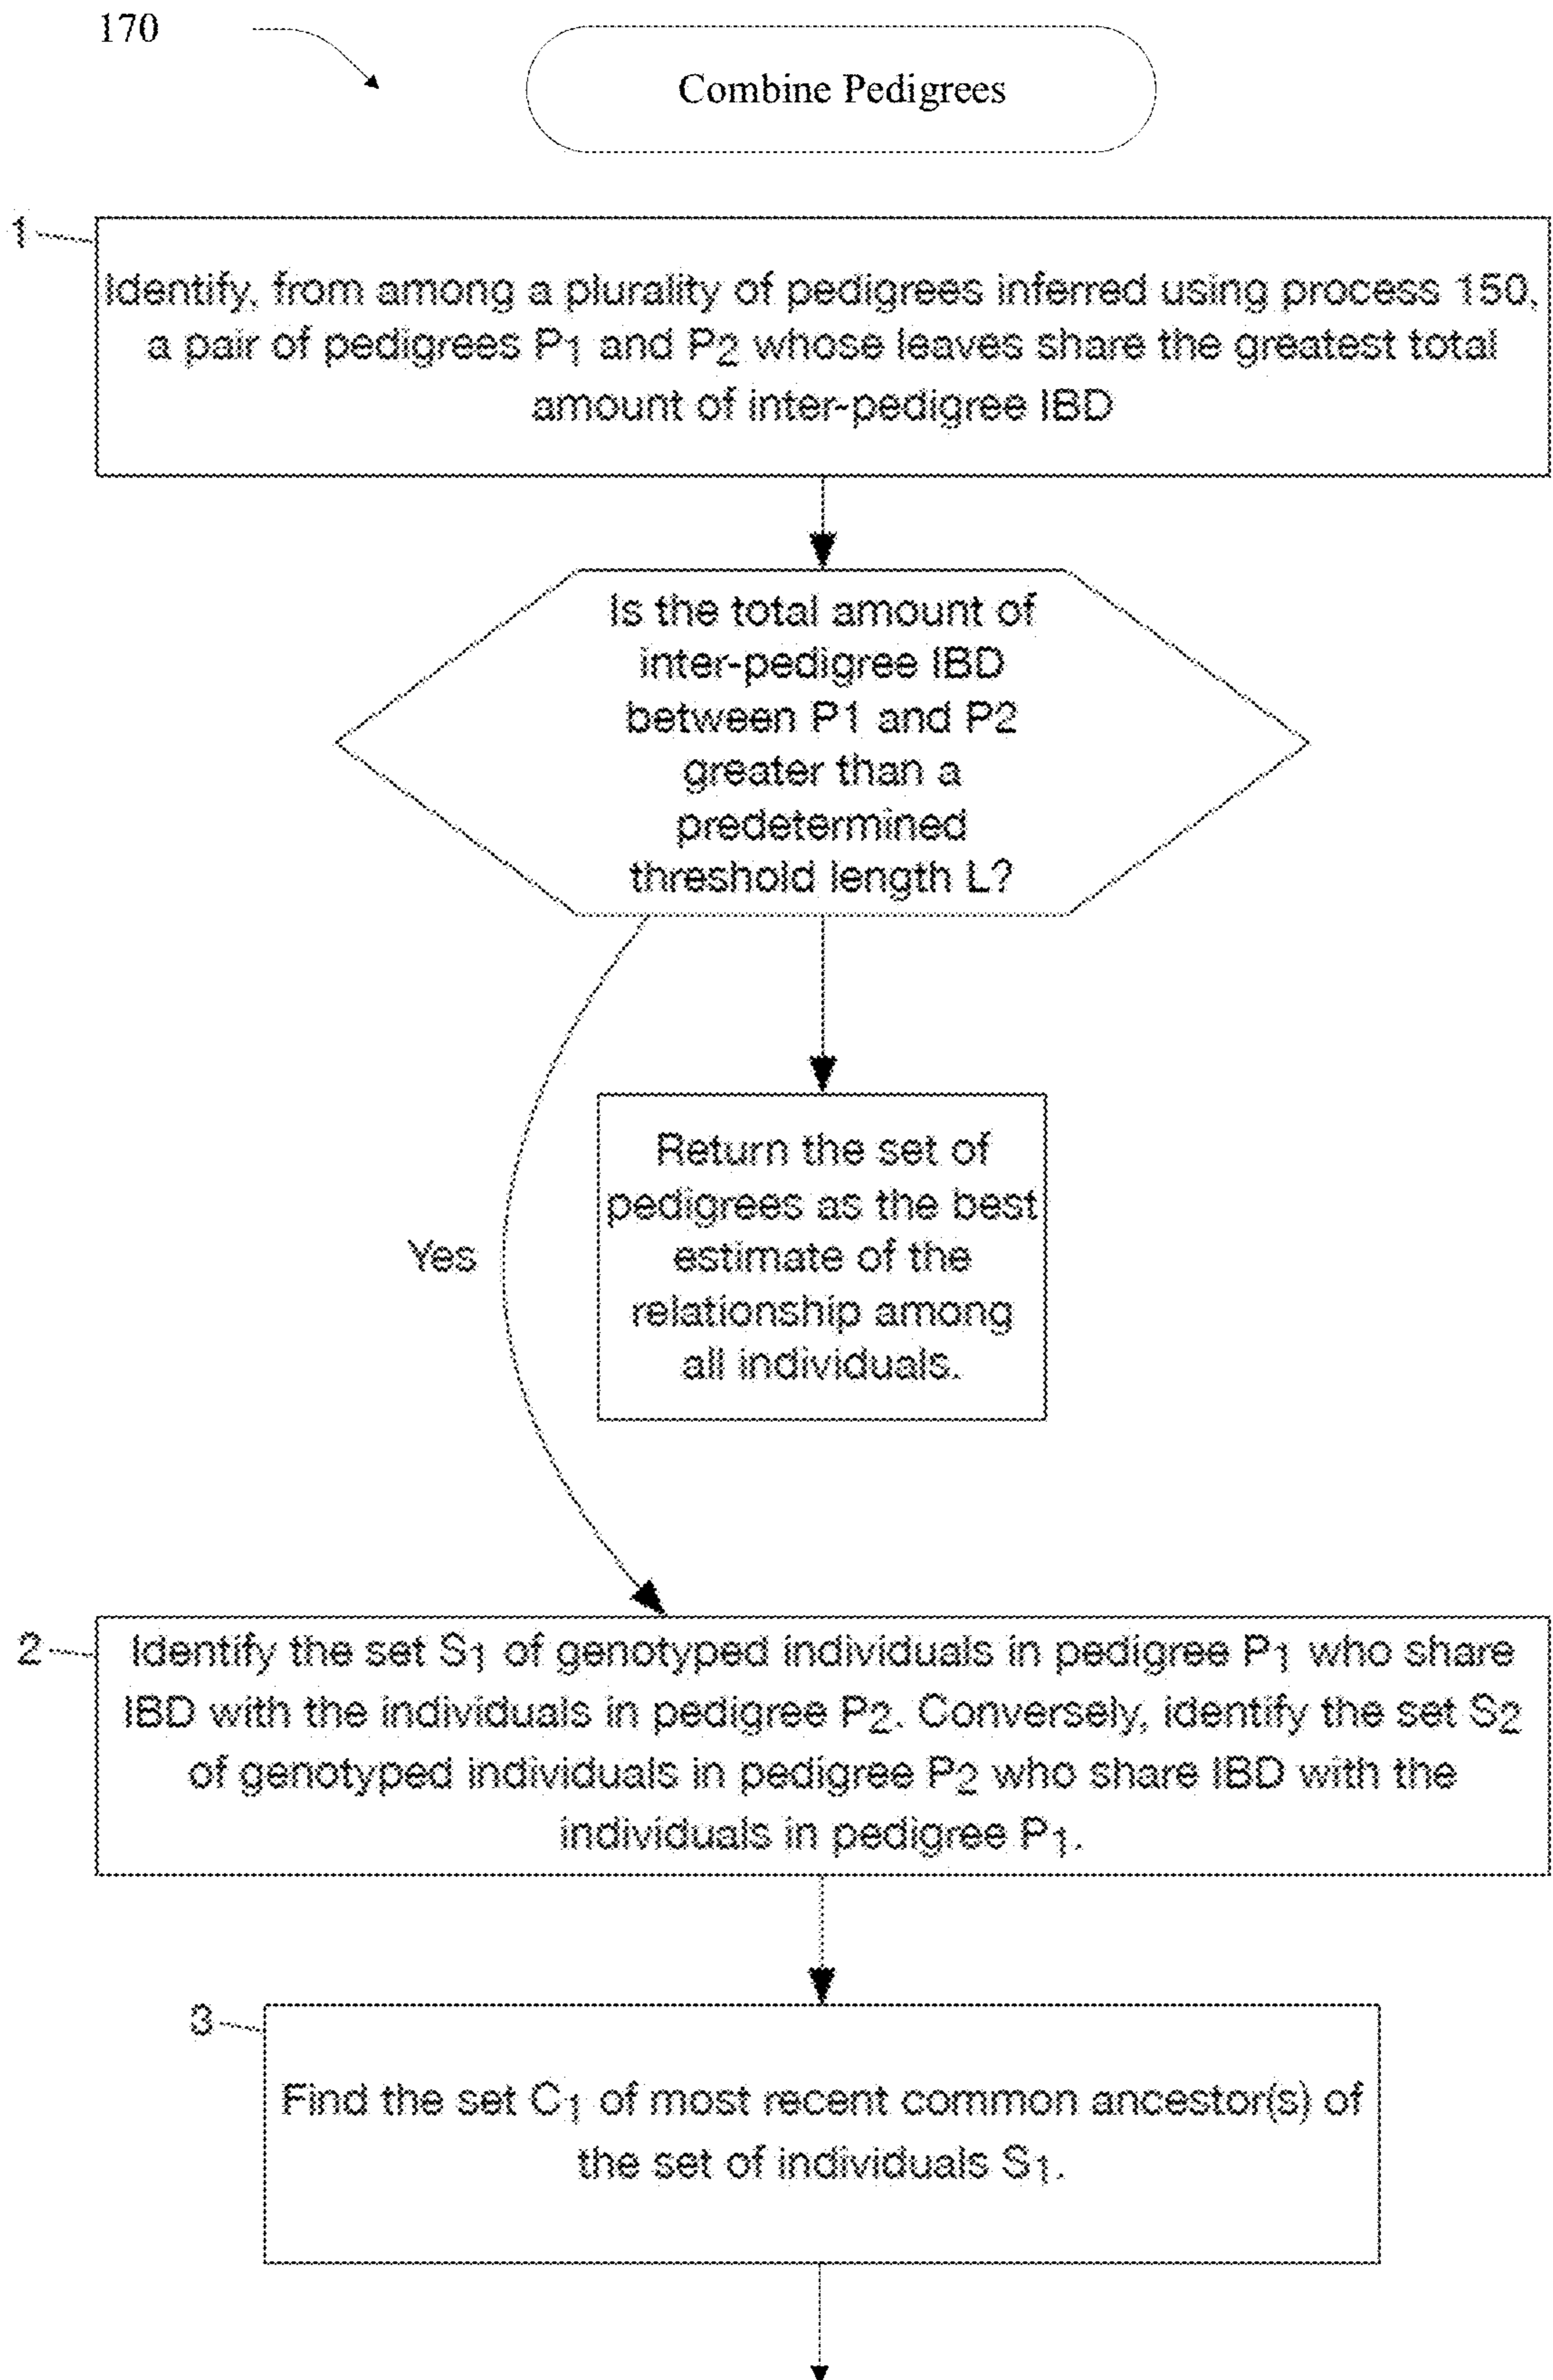 170
Combine Pedigrees
1
Identify, from among a plurality of pedigrees inferred using process 150,
a pair of pedigrees P1 and P2 whose leaves share the greatest total
amount of inter-pedigree IBD
Is the total amount of
inter-pedigree IBD
between P1 and P2
greater than a
predetermined
threshold length L?
Return the set of
pedigrees as the best
estimate of the
relationship among
all individuals.
Yes
2
Identify the set S1 of genotyped individuals in pedigree P1 who share
IBD with the individuals in pedigree P2. Conversely, identify the set S2
of genotyped individuals in pedigree P2 who share IBD with the
individuals in pedigree P1.
3
Find the set C1 of most recent common ancestor(s) of
the set of individuals S1.